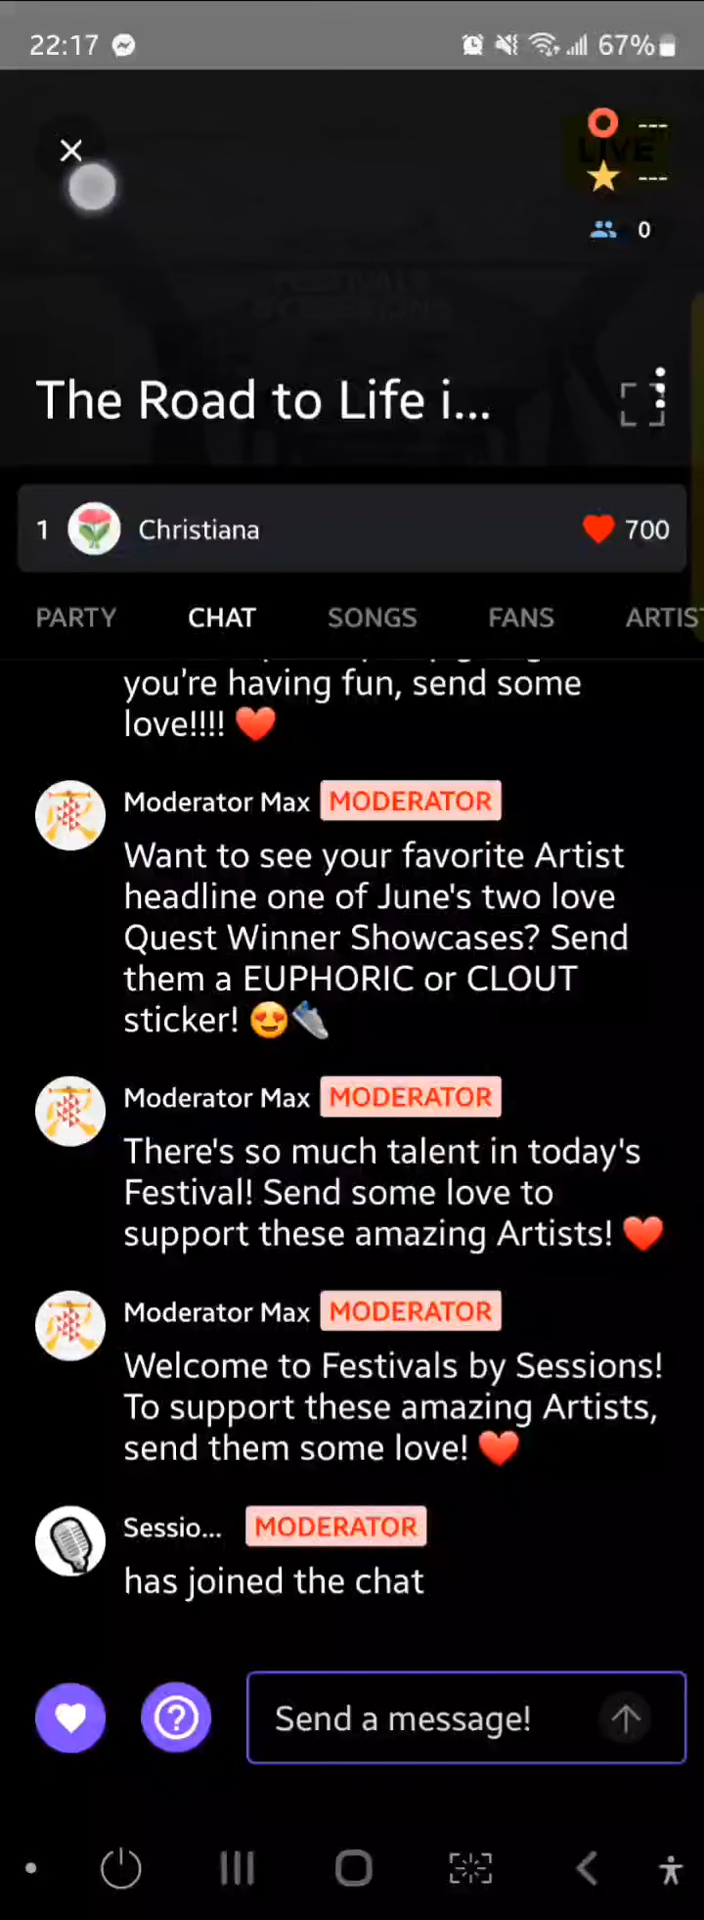 22:17
67%
LIVE
---
---
0
FESTIVALS
BY SESSIONS
The Road to Life i...
1 Christiana ❤️ 700
PARTY CHAT SONGS FANS ARTIS
you're having fun, send some
love!!!! ❤️
Moderator Max MODERATOR
Want to see your favorite Artist
headline one of June's two love
Quest Winner Showcases? Send
them a EUPHORIC or CLOUT
sticker! 😍👟
Moderator Max MODERATOR
There's so much talent in today's
Festival! Send some love to
support these amazing Artists! ❤️
Moderator Max MODERATOR
Welcome to Festivals by Sessions!
To support these amazing Artists,
send them some love! ❤️
Sessio... MODERATOR
has joined the chat
Send a message!